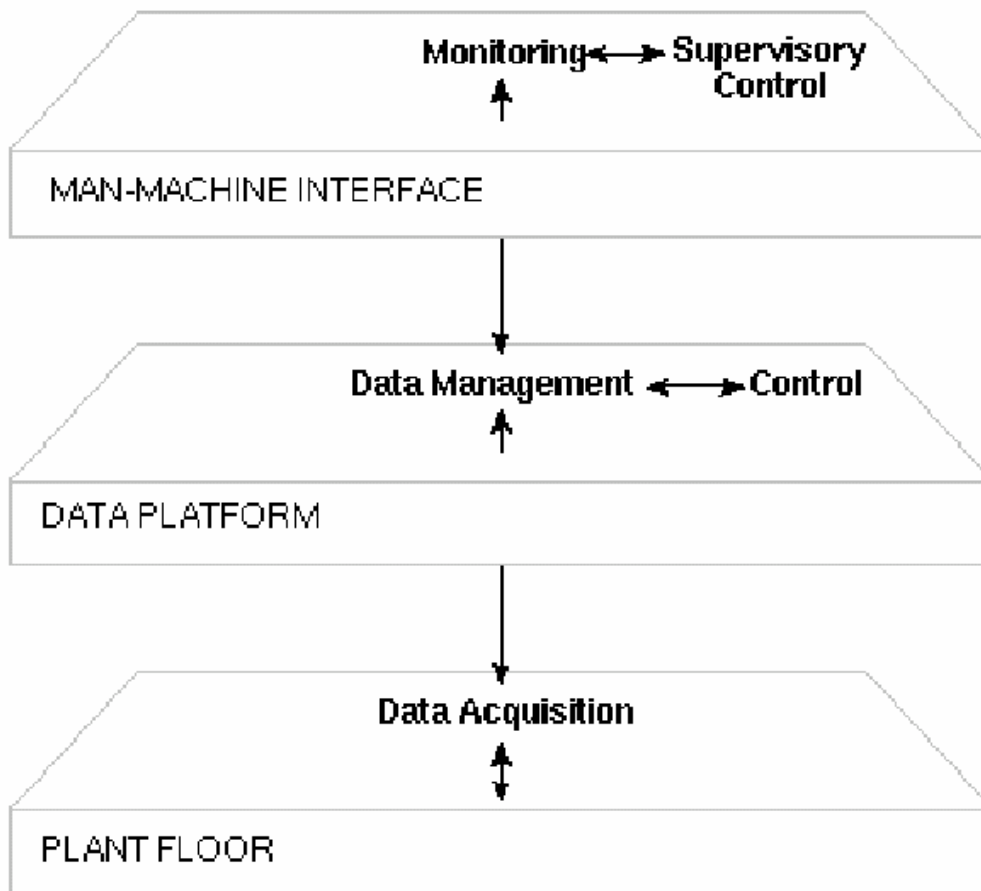 Monitoring Supervisory
Control
MAN-MACHINE INTERFACE
Data Management Control
DATA PLATFORM
Data Acquisition
PLANT FLOOR